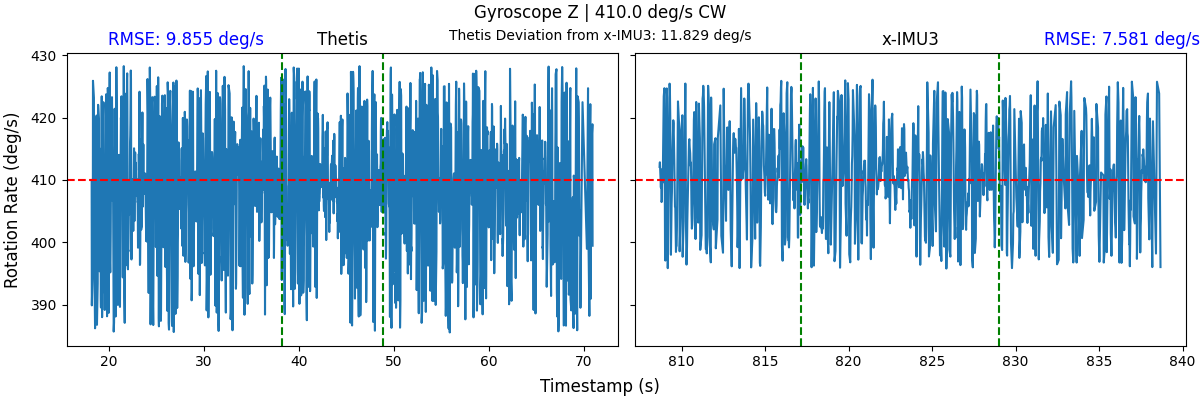 Gyroscope Z | 410.0 deg/s CW
RMSE: 9.855 deg/s
Thetis
Thetis Deviation from x-IMU3: 11.829 deg/s
x-IMU3
RMSE: 7.581 deg/s
Rotation Rate (deg/s)
430
420
410
400
390
20 30 40 50 60 70
810 815 820 825 830 835 840
Timestamp (s)